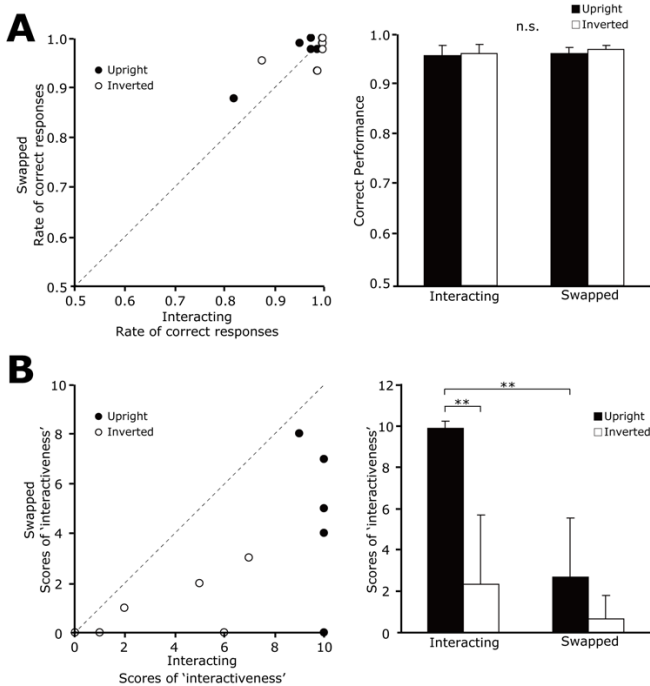 A
Swapped
Rate of correct responses
1.0
0.9
0.8
0.7
0.6
0.5
Upright
Inverted
0.5 0.6 0.7 0.8 0.9 1.0
Interacting
Rate of correct responses
Upright
Inverted
n.s.
Correct Performance
1.0
0.9
0.9
0.7
0.6
0.5
Interacting Swapped
B
Swapped
Scores of ‘interactiveness’
10
8
6
4
2
0
Upright
Inverted
0 2 4 6 8 10
Interacting
Scores of ‘interactiveness’
Scores of ‘interactiveness’
12
10
8
6
4
2
0
**
**
Upright
Inverted
Interacting Swapped